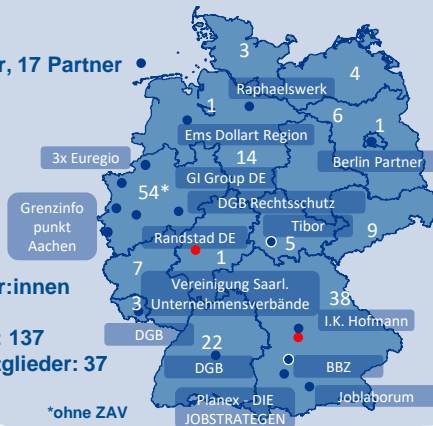 3
4
r, 17 Partner
Raphaelswerk
1
6
1
Ems Dollart Region
3x Euregio
14
Berlin Partner
GI Group DE
54*
DGB Rechtsschutz
Grenzinfo
punkt
Aachen
Tibor
9
Randstad DE
5
1
7
Vereinigung Saarl.
Unternehmensverbände
r:innen
38
3
I.K. Hofmann
DGB
: 137
22
tglieder: 37
DGB
BBZ
Planex - DIE
JOBSTRATEGEN
Joblaborum
*ohne ZAV